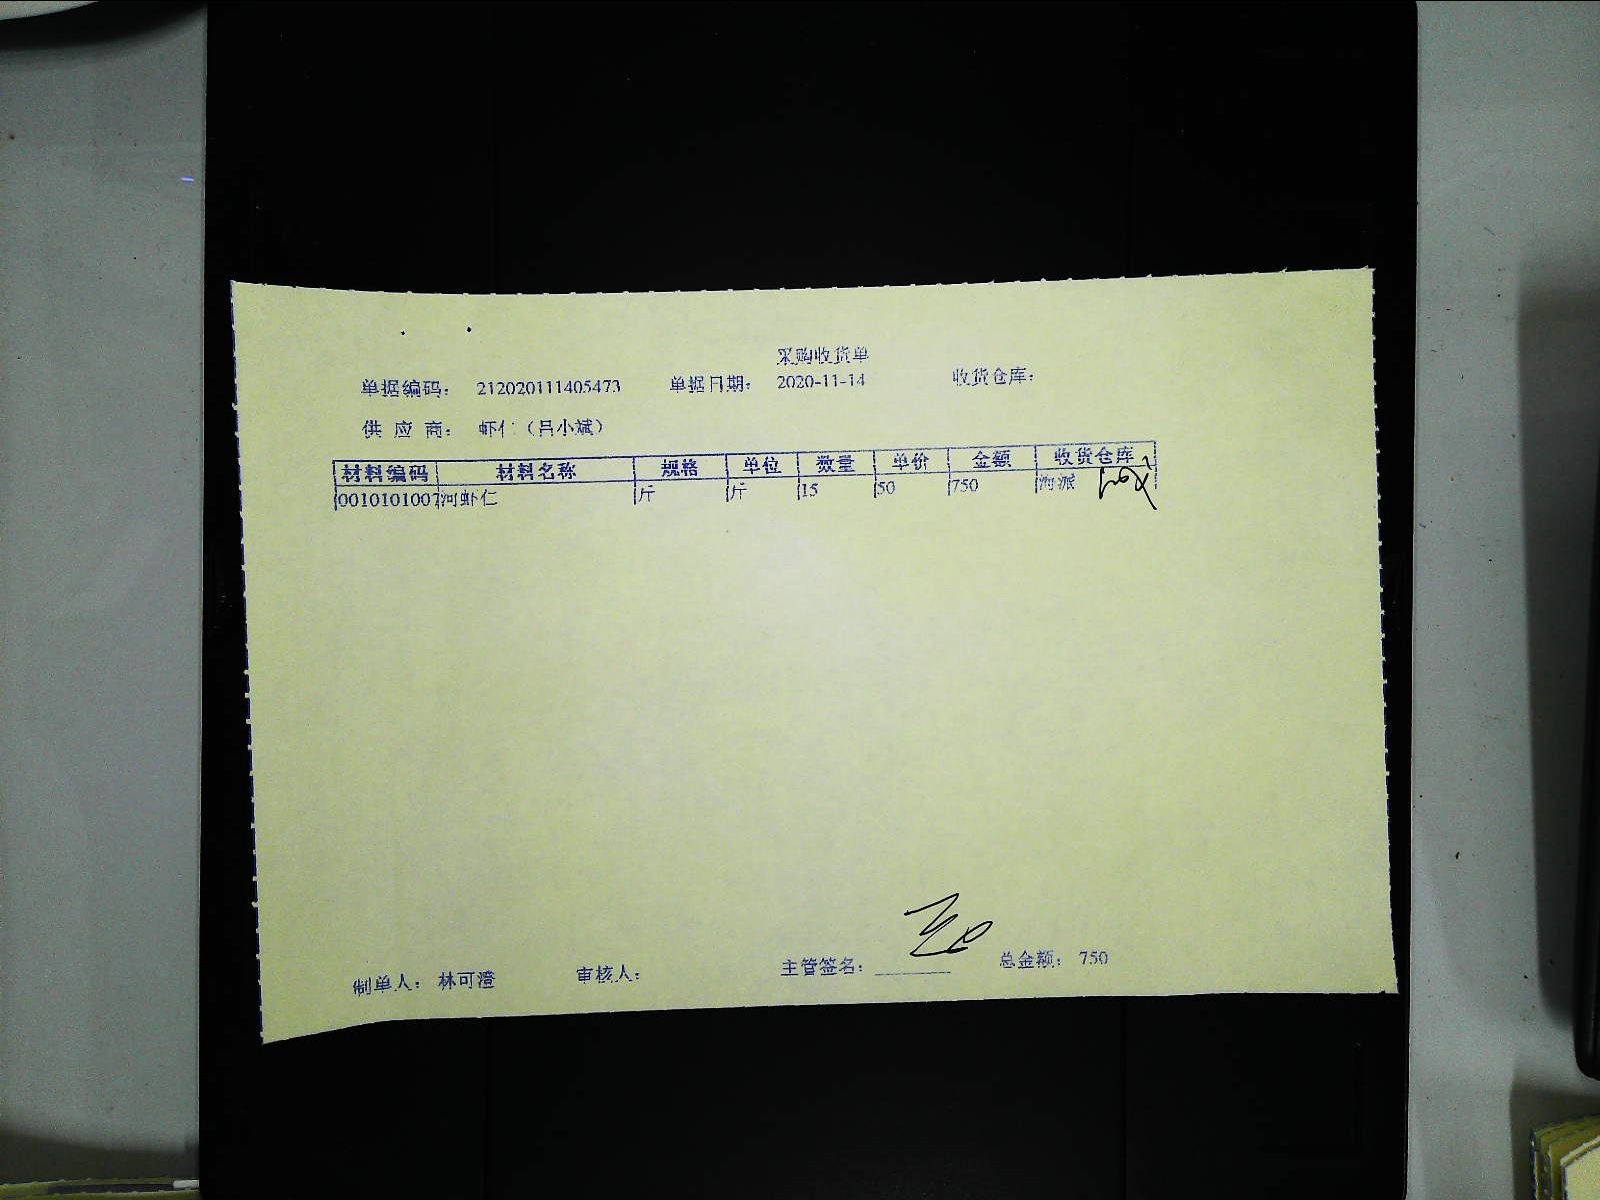 采购收货单
单据编码： 212020111405473 单据日期： 2020-11-14 收货仓库：
供 应 商： 虾仁（吕小斌）
材料编码 材料名称 规格 单位 数量 单价 金额 收货仓库
0010101007 河虾仁 斤 斤 15 50 750 海派
制单人： 林可澄 审核人： 主管签名： 总金额： 750